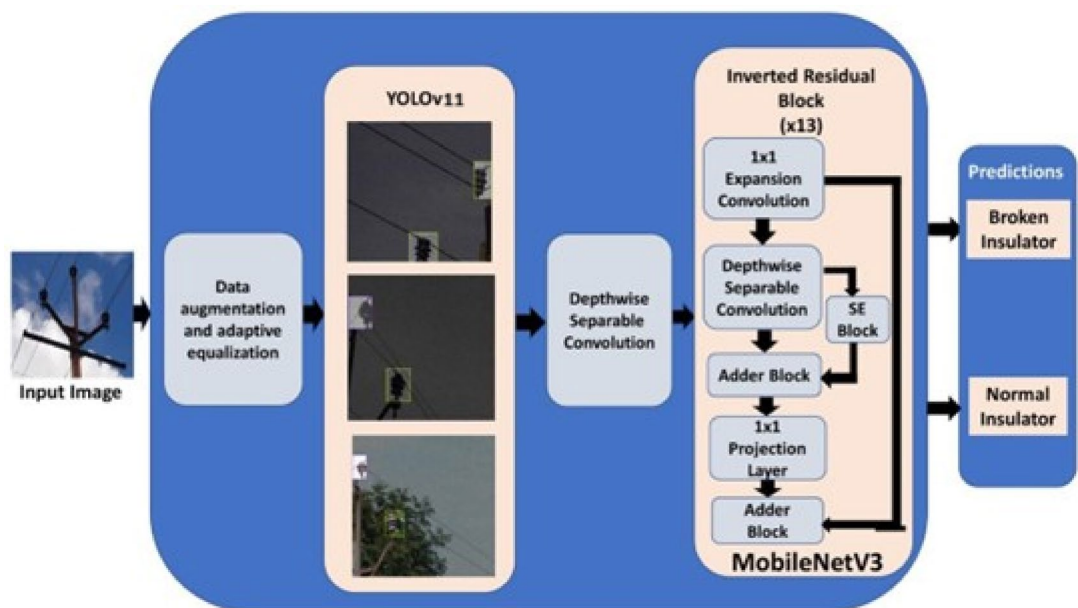 Input Image
Data
augmentation
and adaptive
equalization
YOLOv11
Depthwise
Separable
Convolution
Inverted Residual
Block
(x13)
1x1
Expansion
Convolution
Depthwise
Separable
Convolution
SE
Block
Adder Block
1x1
Projection
Layer
Adder
Block
MobileNetV3
Predictions
Broken
Insulator
Normal
Insulator